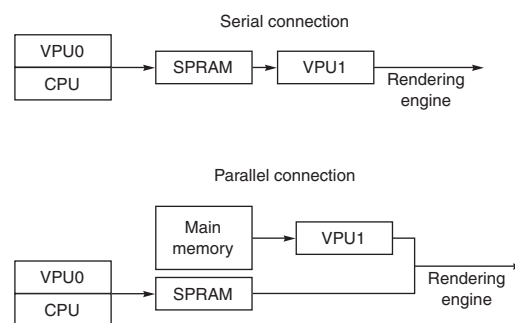 Serial connection
VPU0
CPU
SPRAM
VPU1
Rendering
engine
Parallel connection
Main
memory
VPU1
VPU0
CPU
SPRAM
Rendering
engine